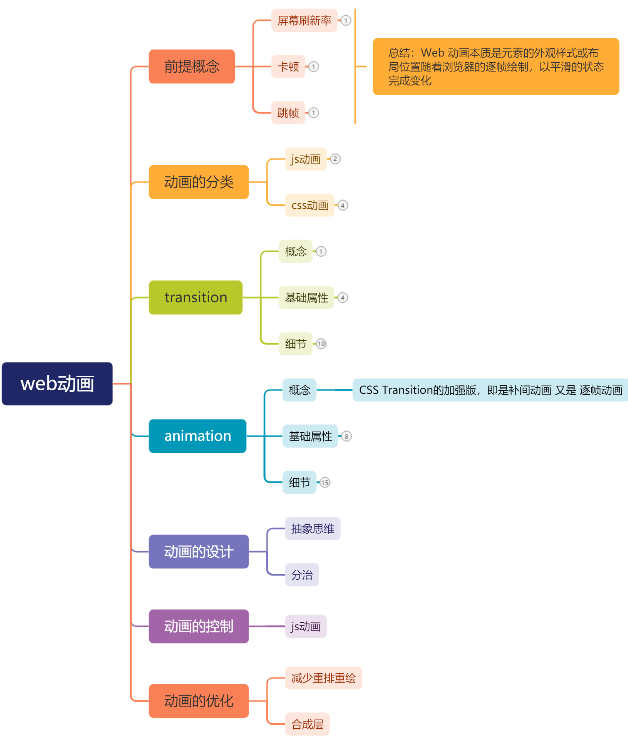 web动画
前提概念
屏幕刷新率 1
卡顿 1
跳帧 1
总结：Web 动画本质是元素的外观样式或布
局位置随着浏览器的逐帧绘制，以平滑的状态
完成变化
动画的分类
js动画 2
css动画 4
transition
概念 1
基础属性 4
细节 10
animation
概念
CSS Transition的加强版，即是补间动画 又是 逐帧动画
基础属性 8
细节 15
动画的设计
抽象思维
分治
动画的控制
js动画
动画的优化
减少重排重绘
合成层